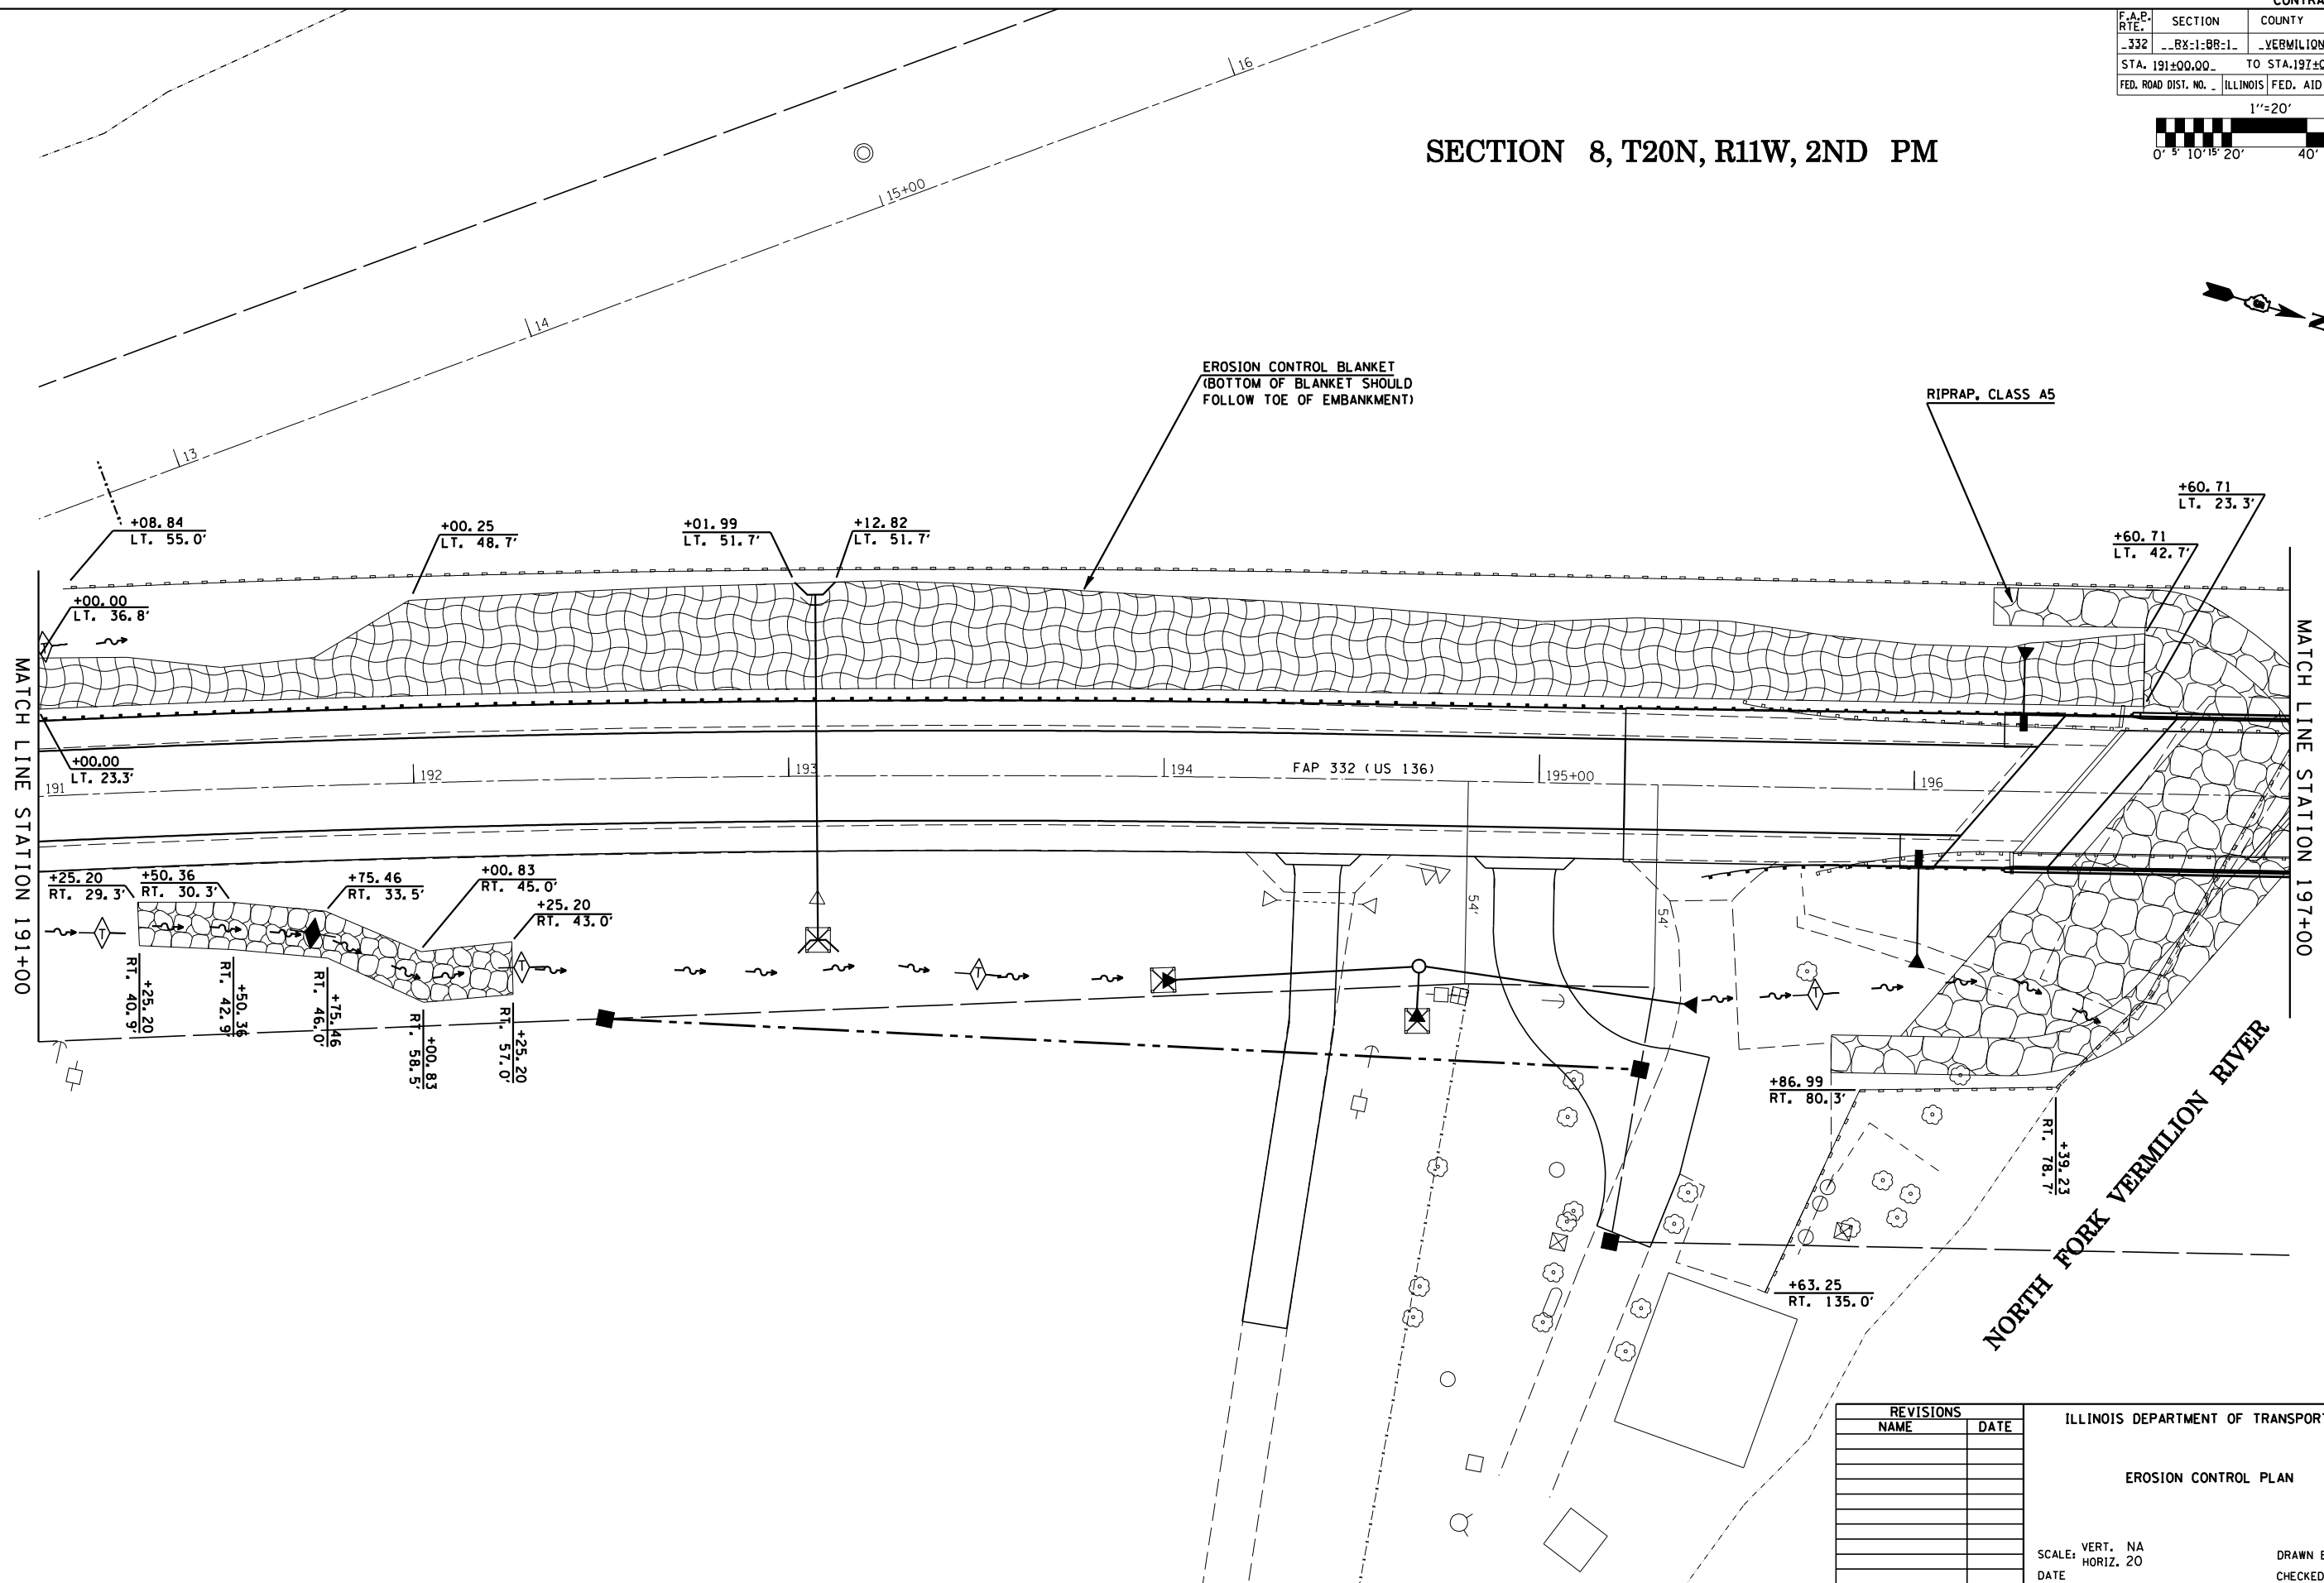 F.A.P. RTE.
SECTION
COUNTY
332
RX-1-BR-1
VERMILION
STA. 191+00.00
TO STA.197+
FED. ROAD DIST. NO. _
ILLINOIS
FED. AID
1''=20'
0' 5' 10' 15' 20' 40'
SECTION 8, T20N, R11W, 2ND PM
16
15+00
14
13
N
EROSION CONTROL BLANKET
(BOTTOM OF BLANKET SHOULD
FOLLOW TOE OF EMBANKMENT)
RIPRAP, CLASS A5
+60.71
LT. 23.3'
+60.71
LT. 42.7'
+08.84
LT. 55.0'
+00.25
LT. 48.7'
+01.99
LT. 51.7'
+12.82
LT. 51.7'
+00.00
LT. 36.8'
T
+00.00
LT. 23.3'
MATCH LINE STATION 191+00
MATCH LINE STATION 197+00
191
192
193
194
FAP 332 (US 136)
195+00
196
+25.20
RT. 29.3'
+50.36
RT. 30.3'
+75.46
RT. 33.5'
+00.83
RT. 45.0'
+25.20
RT. 43.0'
T
T
T
T
54'
54'
+25.20
RT. 40.9'
+50.36
RT. 42.9'
+75.46
RT. 46.0'
+00.83
RT. 58.5'
+25.20
RT. 57.0'
+86.99
RT. 80.3'
+39.23
RT. 78.7'
+63.25
RT. 135.0'
NORTH FORK VERMILION RIVER
REVISIONS
NAME
DATE
ILLINOIS DEPARTMENT OF TRANSPORT
EROSION CONTROL PLAN
SCALE: VERT. NA
HORIZ. 20
DATE
DRAWN
CHECKED